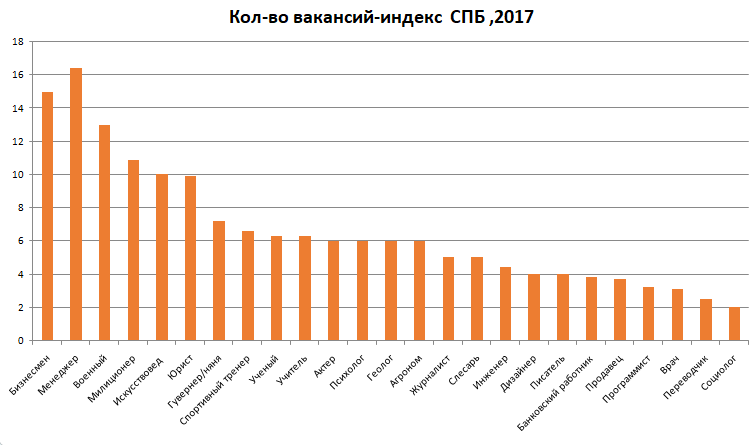 Кол-во вакансий-индекс СПБ ,2017
18
16
14
12
10
8
6
4
2
0
Бизнесмен
Менеджер
Военный
Милиционер
Искусствовед
Юрист
Гувернер/няня
Спортивный тренер
Ученый
Учитель
Актер
Психолог
Геолог
Агроном
Журналист
Слесарь
Инженер
Дизайнер
Писатель
Банковский работник
Продавец
Программист
Врач
Переводчик
Социолог